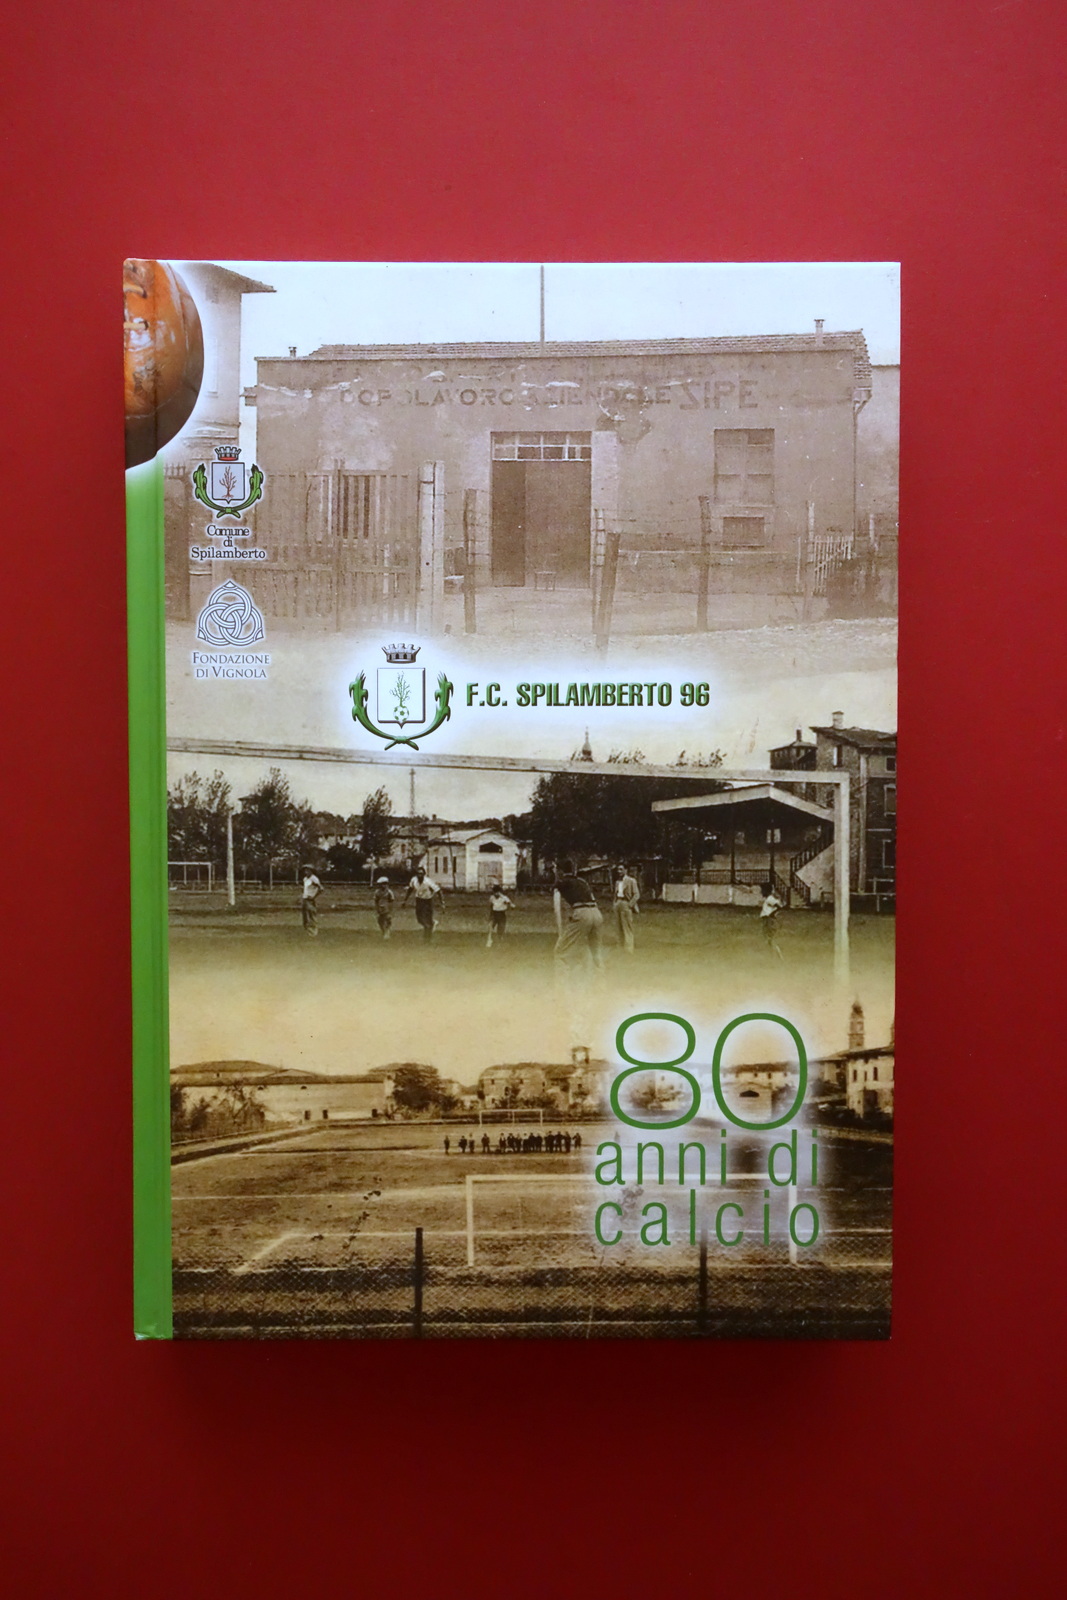 DOPOLAVORO AZIENDALE SIPE
Comune
di
Spilamberto
FONDAZIONE
DI VIGNOLA
F.C. SPILAMBERTO 96
80
anni di
calcio